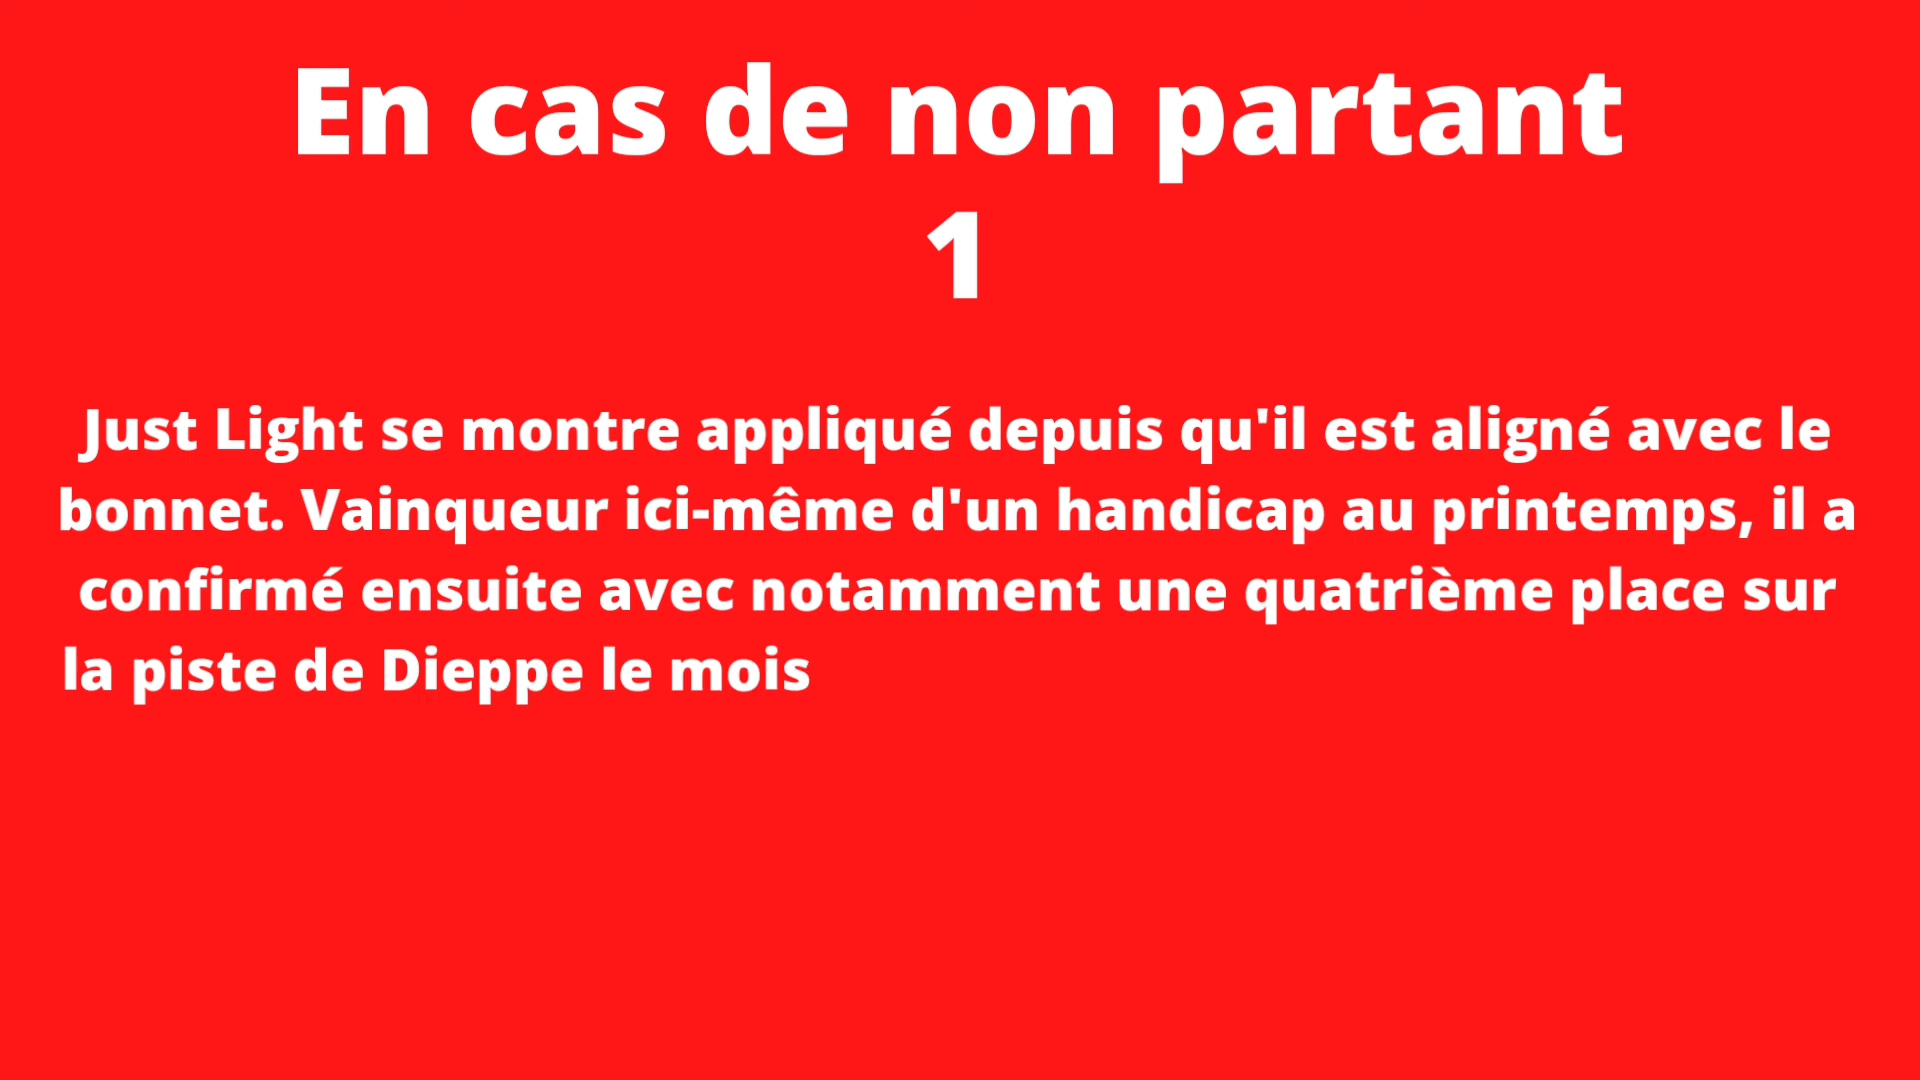 En cas de non partant
1
Just Light se montre appliqué depuis qu'il est aligné avec le
bonnet. Vainqueur ici-même d'un handicap au printemps, il a
confirmé ensuite avec notamment une quatrième place sur
la piste de Dieppe le mois